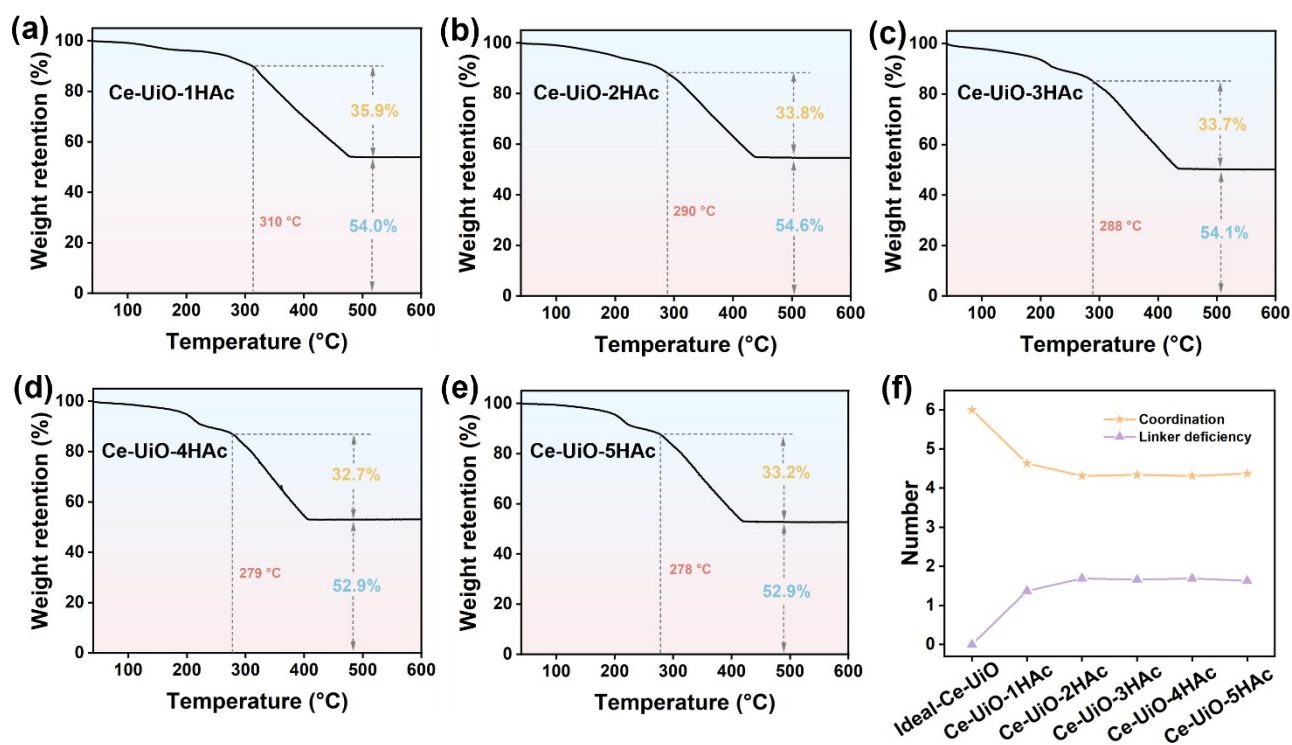 (a)
Weight retention (%)
100
80
60
40
20
0
Ce-UiO-1HAc
35.9%
54.0%
310 °C
100 200 300 400 500 600
Temperature (°C)
(b)
Weight retention (%)
100
80
60
40
20
0
Ce-UiO-2HAc
33.8%
54.6%
290 °C
100 200 300 400 500 600
Temperature (°C)
(c)
Weight retention (%)
100
80
60
40
20
0
Ce-UiO-3HAc
33.7%
54.1%
288 °C
100 200 300 400 500 600
Temperature (°C)
(d)
Weight retention (%)
100
80
60
40
20
0
Ce-UiO-4HAc
32.7%
52.9%
279 °C
100 200 300 400 500 600
Temperature (°C)
(e)
Weight retention (%)
100
80
60
40
20
0
Ce-UiO-5HAc
33.2%
52.9%
278 °C
100 200 300 400 500 600
Temperature (°C)
(f)
Number
6
5
4
3
2
1
0
Coordination
Linker deficiency
Ideal-Ce-UiO
Ce-UiO-1HAc
Ce-UiO-2HAc
Ce-UiO-3HAc
Ce-UiO-4HAc
Ce-UiO-5HAc